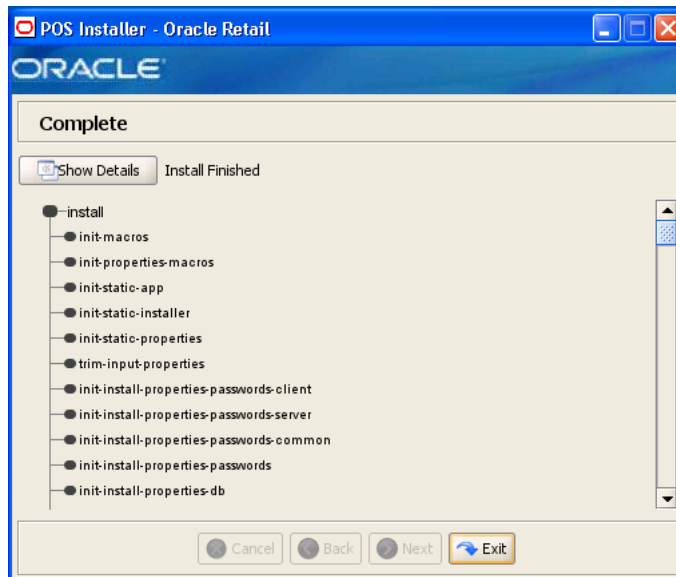 POS Installer - Oracle Retail
ORACLE
Complete
Show Details Install Finished
install
init-macros
init-properties-macros
init-static-app
init-static-installer
init-static-properties
trim-input-properties
init-install-properties-passwords-client
init-install-properties-passwords-server
init-install-properties-passwords-common
init-install-properties-passwords
init-install-properties-db
Cancel Back Next Exit